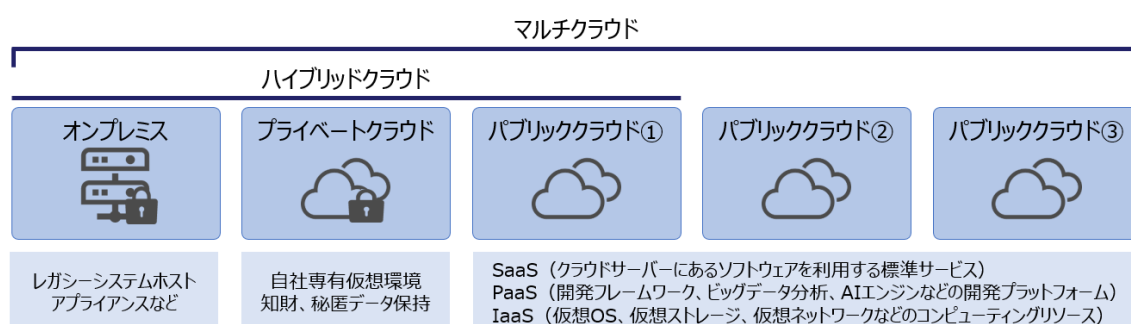 マルチクラウド
ハイブリッドクラウド
オンプレミス
プライベートクラウド
パブリッククラウド①
パブリッククラウド②
パブリッククラウド③
レガシーシステムホスト
アプライアンスなど
自社専有仮想環境
知財、秘匿データ保持
SaaS（クラウドサーバーにあるソフトウェアを利用する標準サービス）
PaaS（開発フレームワーク、ビッグデータ分析、AIエンジンなどの開発プラットフォーム）
IaaS（仮想OS、仮想ストレージ、仮想ネットワークなどのコンピューティングリソース）